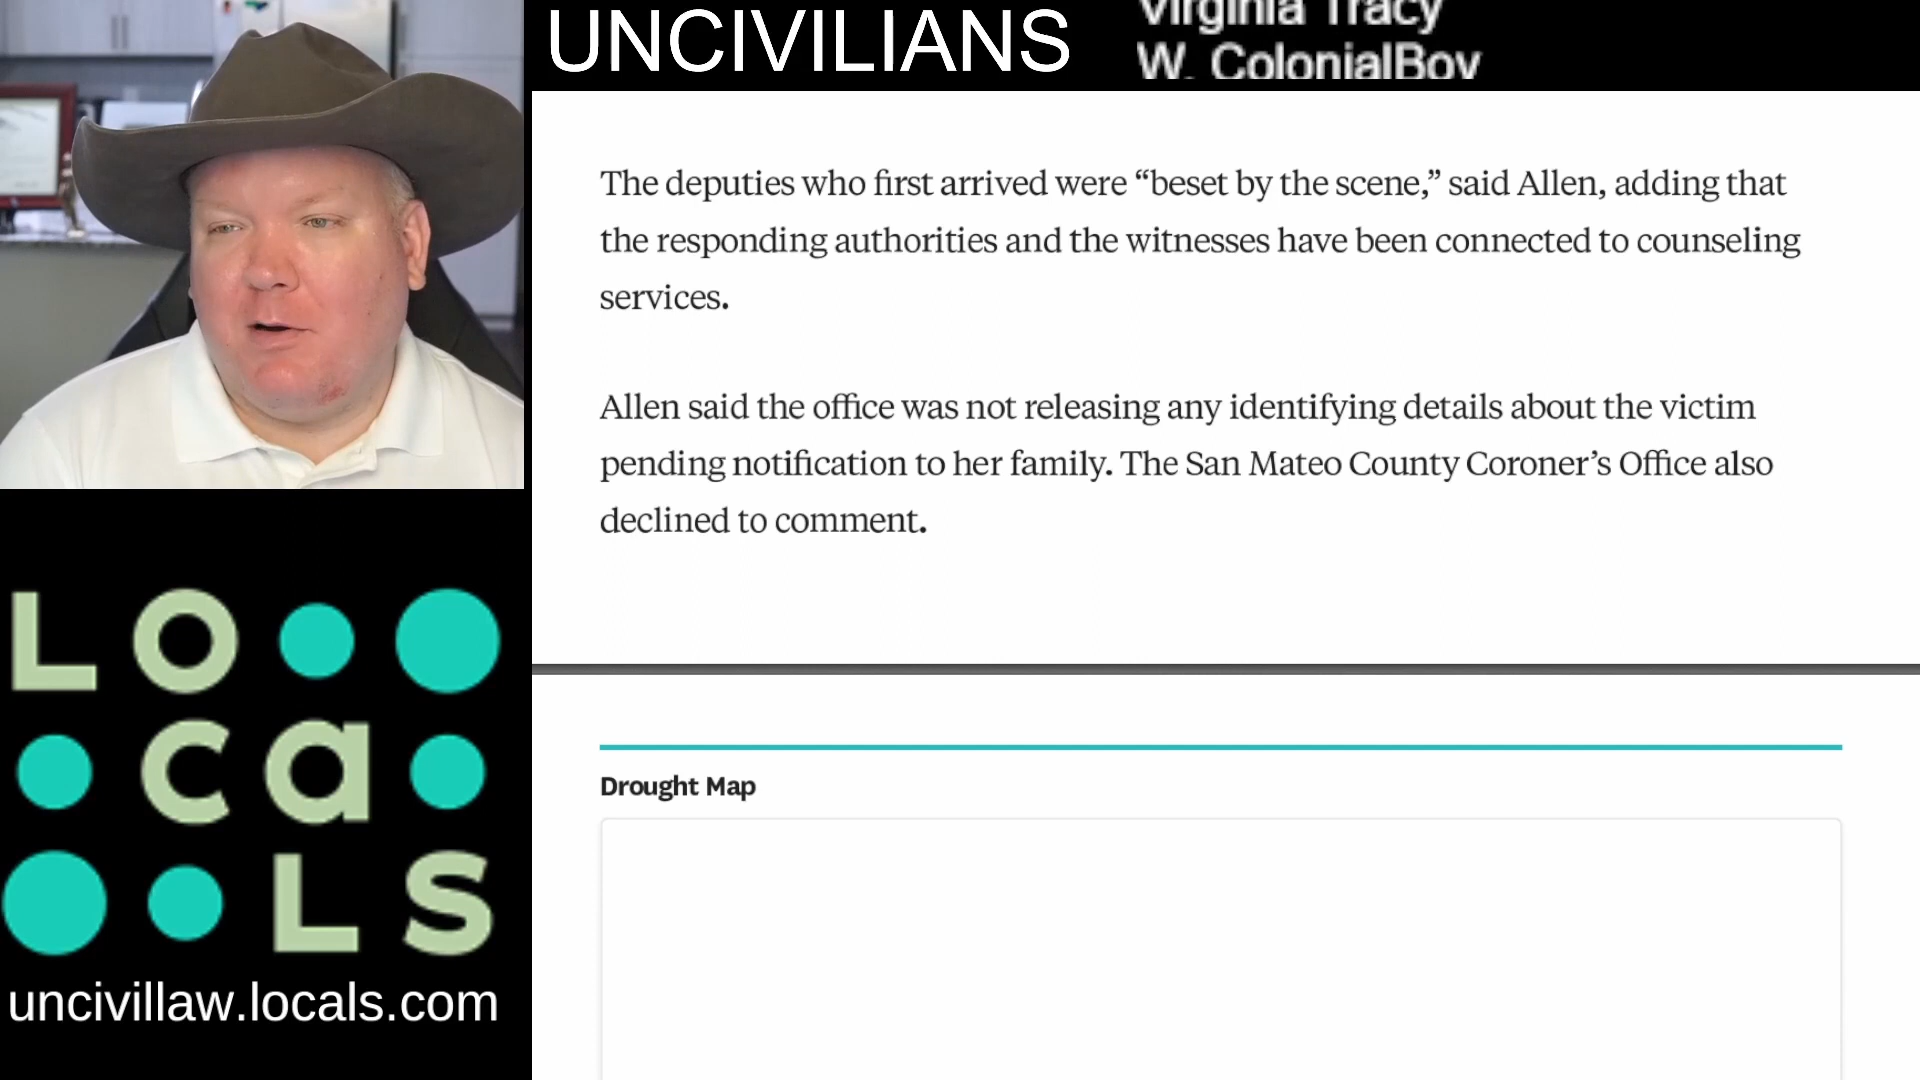 UNCIVILIANS
Virginia Tracy
W. ColonialBoy
The deputies who first arrived were “beset by the scene,” said Allen, adding that
the responding authorities and the witnesses have been connected to counseling
services.
Allen said the office was not releasing any identifying details about the victim
pending notification to her family. The San Mateo County Coroner’s Office also
declined to comment.
Drought Map
LO
ca
LS
uncivillaw.locals.com